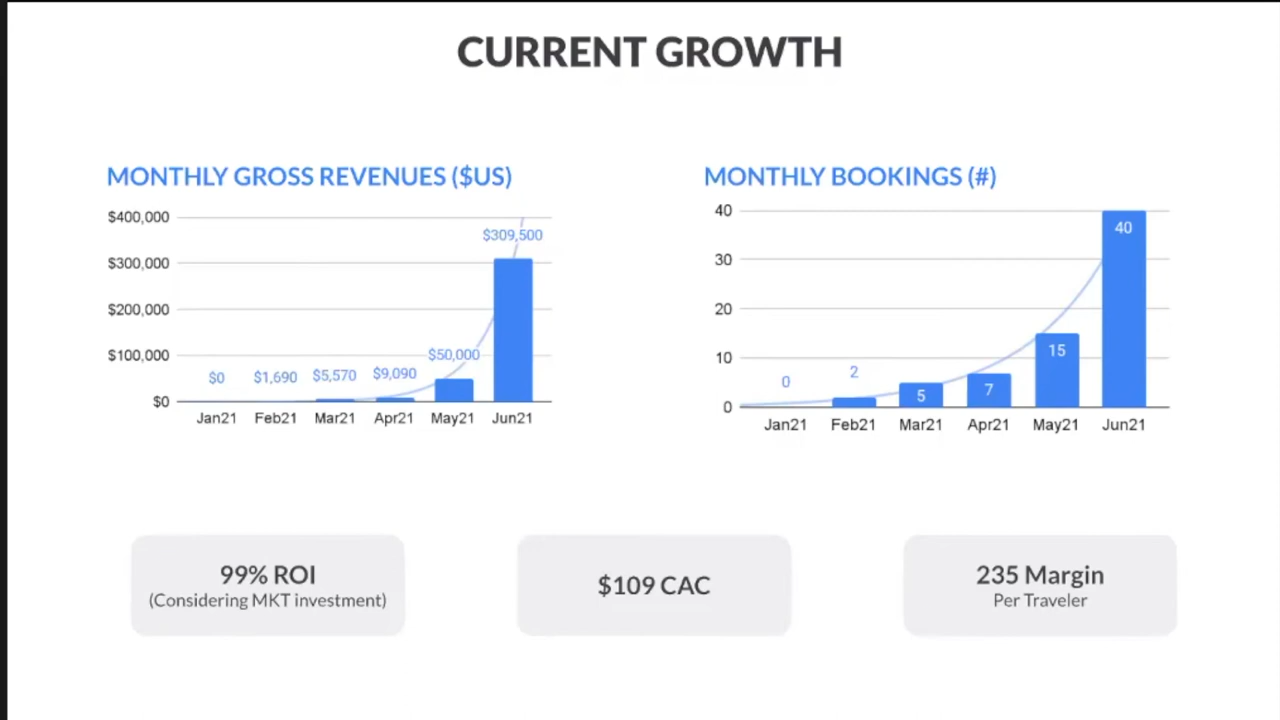 CURRENT GROWTH
MONTHLY GROSS REVENUES ($US)
$400,000
$300,000
$200,000
$100,000
$0
$0
$1,690
$5,570
$9,090
$50,000
$309,500
Jan21 Feb21 Mar21 Apr21 May21 Jun21
MONTHLY BOOKINGS (#)
40
30
20
10
0
0
2
5
7
15
40
Jan21 Feb21 Mar21 Apr21 May21 Jun21
99% ROI
(Considering MKT investment)
$109 CAC
235 Margin
Per Traveler